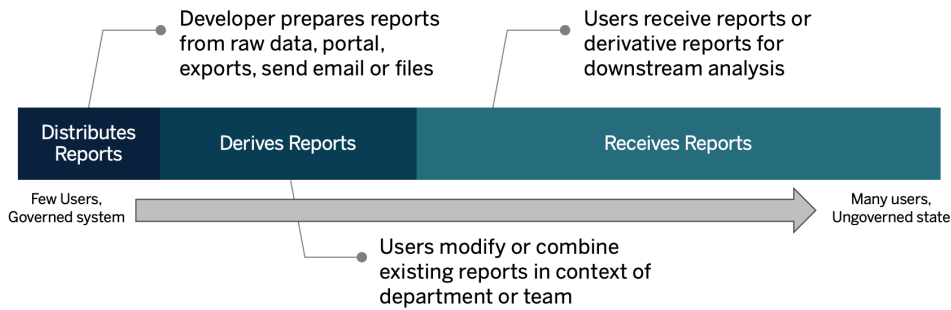 Developer prepares reports
from raw data, portal,
exports, send email or files
Users receive reports or
derivative reports for
downstream analysis
Distributes
Reports
Derives Reports
Receives Reports
Few Users,
Governed system
Many users,
Ungoverned state
Users modify or combine
existing reports in context of
department or team